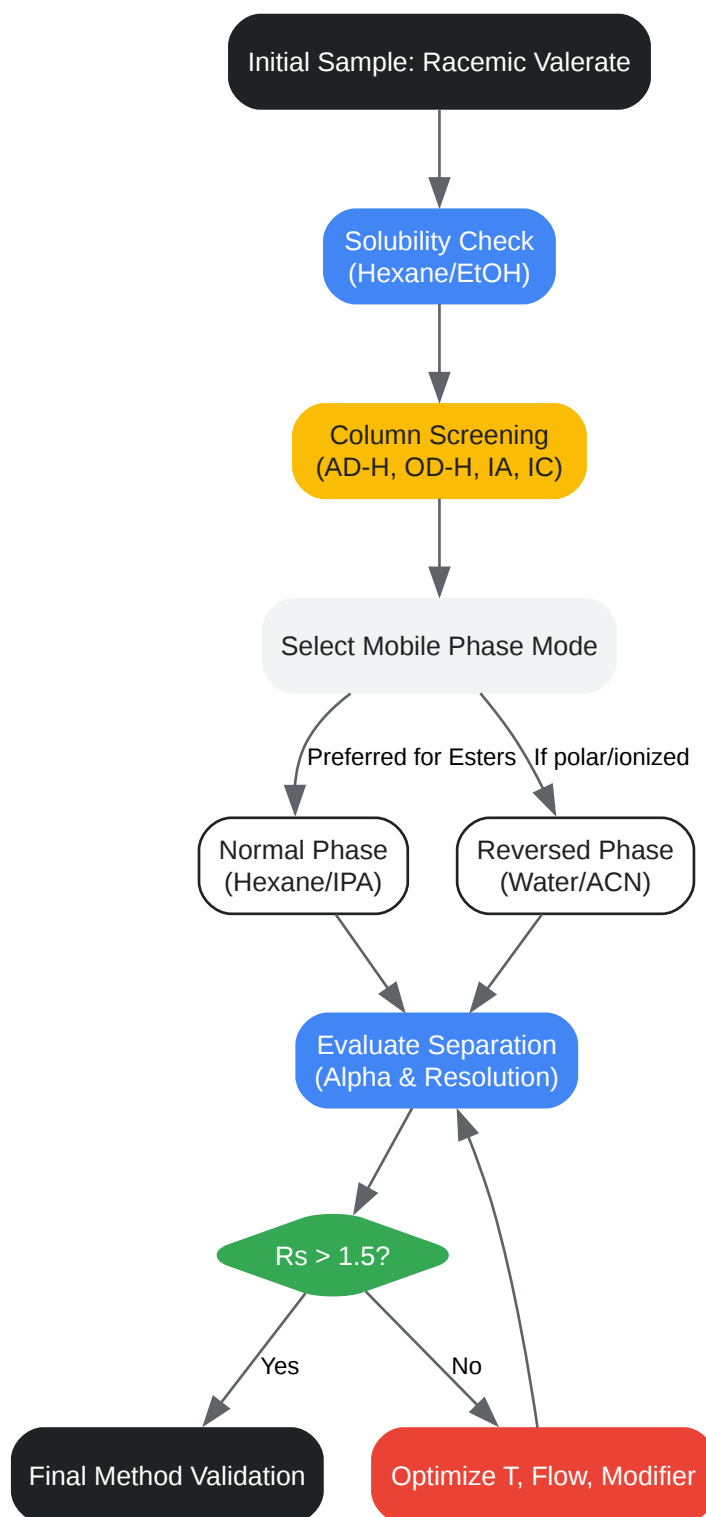 Initial Sample: Racemic Valerate
Solubility Check
(Hexane/EtOH)
Column Screening
(AD-H, OD-H, IA, IC)
Select Mobile Phase Mode
Preferred for Esters
If polar/ionized
Normal Phase
(Hexane/IPA)
Reversed Phase
(Water/ACN)
Evaluate Separation
(Alpha & Resolution)
Rs > 1.5?
Yes
No
Final Method Validation
Optimize T, Flow, Modifier